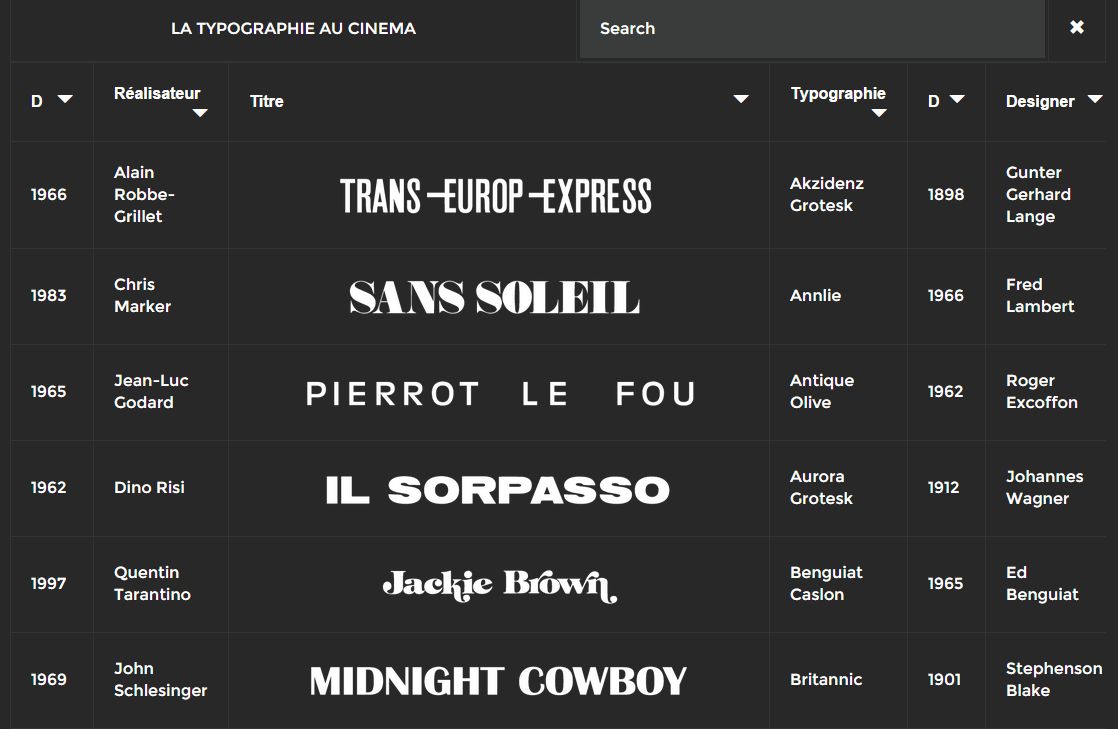 LA TYPOGRAPHIE AU CINEMA
Search
✖
D
Réalisateur
Titre
Typographie
D
Designer
1966
Alain
Robbe-
Grillet
TRANS-EUROP-EXPRESS
Akzidenz
Grotesk
1898
Gunter
Gerhard
Lange
1983
Chris
Marker
SANS SOLEIL
Annlie
1966
Fred
Lambert
1965
Jean-Luc
Godard
PIERROT LE FOU
Antique
Olive
1962
Roger
Excoffon
1962
Dino Risi
IL SORPASSO
Aurora
Grotesk
1912
Johannes
Wagner
1997
Quentin
Tarantino
Jackie Brown
Benguiat
Caslon
1965
Ed
Benguiat
1969
John
Schlesinger
MIDNIGHT COWBOY
Britannic
1901
Stephenson
Blake